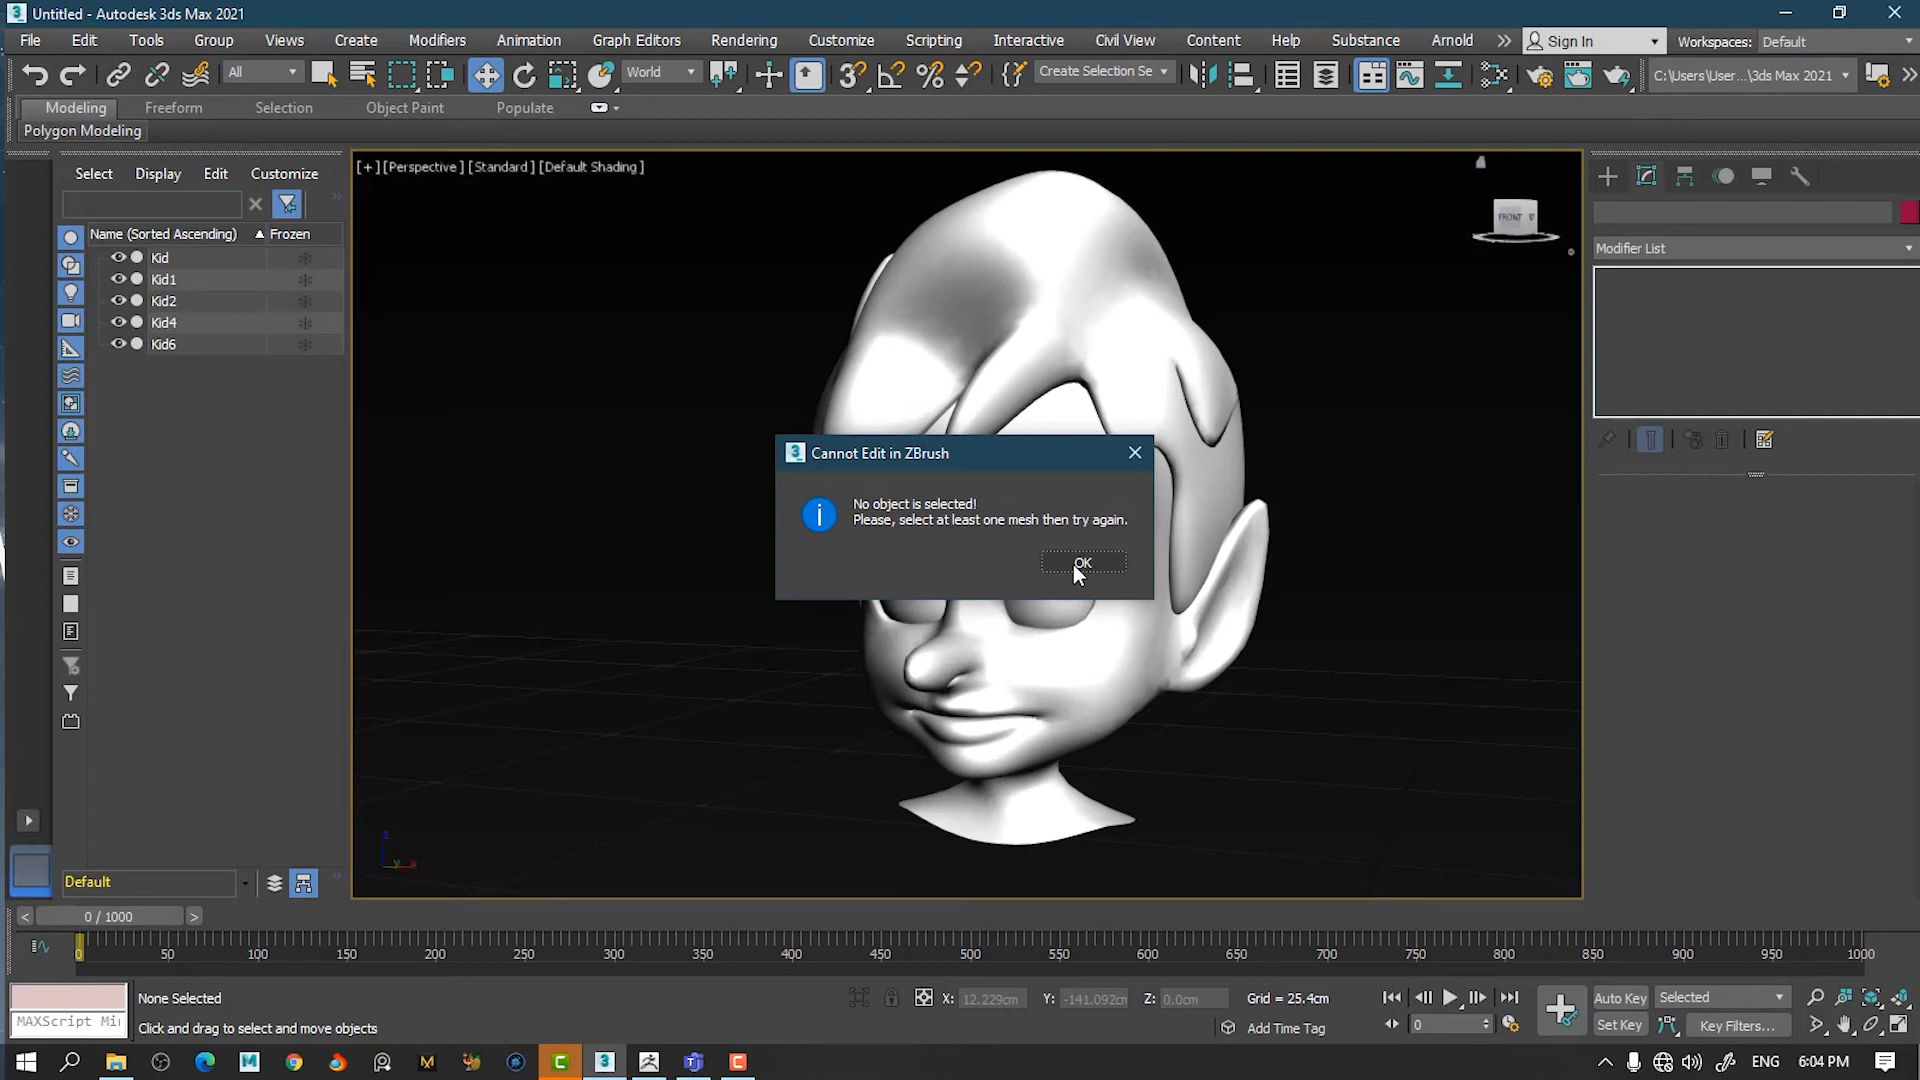 Untitled - Autodesk 3ds Max 2021
File Edit Tools Group Views Create Modifiers Animation Graph Editors Rendering Customize Scripting Interactive Civil View Content Help Substance Arnold Sign In Workspaces: Default
All World Create Selection Se C:\Users\User...\3ds Max 2021
Modeling Freeform Selection Object Paint Populate
Polygon Modeling
[+] [Perspective] [Standard] [Default Shading]
Select Display Edit Customize
Name (Sorted Ascending) Frozen
Kid
Kid1
Kid2
Kid4
Kid6
FRONT
Modifier List
Cannot Edit in ZBrush
No object is selected!
Please, select at least one mesh then try again.
OK
z
y x
Default
0 / 1000
0 50 100 150 200 250 300 350 400 450 500 550 600 650 700 750 800 850 900 950 1000
None Selected X: 12.229cm Y: -141.092cm Z: 0.0cm Grid = 25.4cm Auto Key Selected
MAXScript Mi
Click and drag to select and move objects Add Time Tag 0 Set Key Key Filters...
ENG 6:04 PM